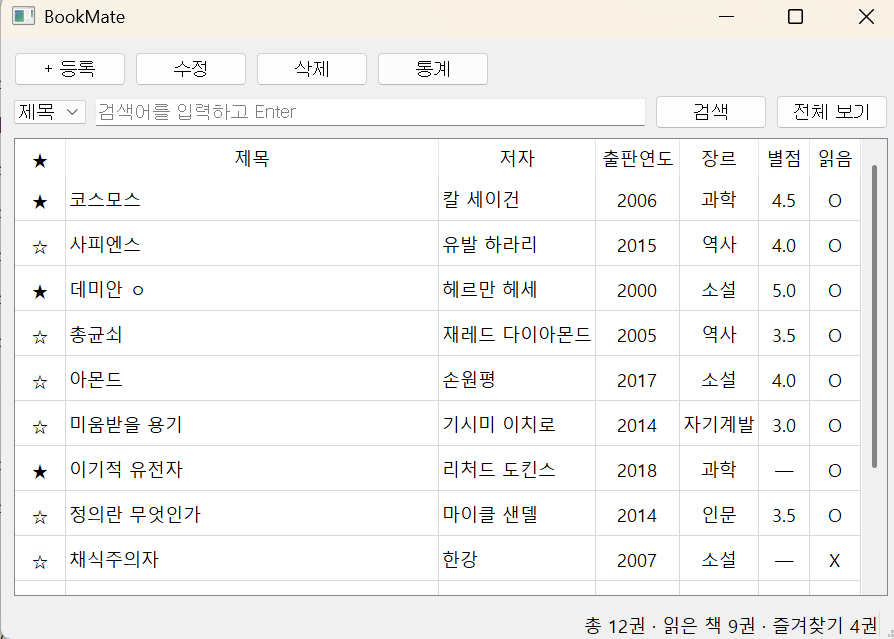 BookMate
+ 등록 수정 삭제 통계
제목 검색어를 입력하고 Enter 검색 전체 보기
★ 제목 저자 출판연도 장르 별점 읽음
★ 코스모스 칼 세이건 2006 과학 4.5 O
☆ 사피엔스 유발 하라리 2015 역사 4.0 O
★ 데미안 ㅇ 헤르만 헤세 2000 소설 5.0 O
☆ 총균쇠 재레드 다이아몬드 2005 역사 3.5 O
☆ 아몬드 손원평 2017 소설 4.0 O
☆ 미움받을 용기 기시미 이치로 2014 자기계발 3.0 O
★ 이기적 유전자 리처드 도킨스 2018 과학 — O
☆ 정의란 무엇인가 마이클 샌델 2014 인문 3.5 O
☆ 채식주의자 한강 2007 소설 — X
총 12권 · 읽은 책 9권 · 즐겨찾기 4권